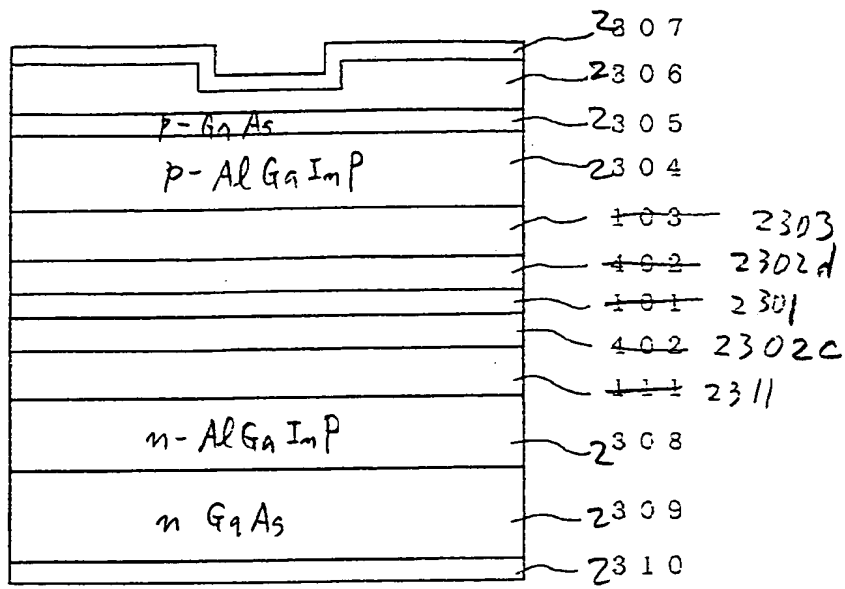 2307
2306
p-GaAs 2305
p-AlGaInP 2304
103 2303
402 2302d
101 2301
402 2302c
111 2311
n-AlGaInP 2308
n GaAs 2309
2310